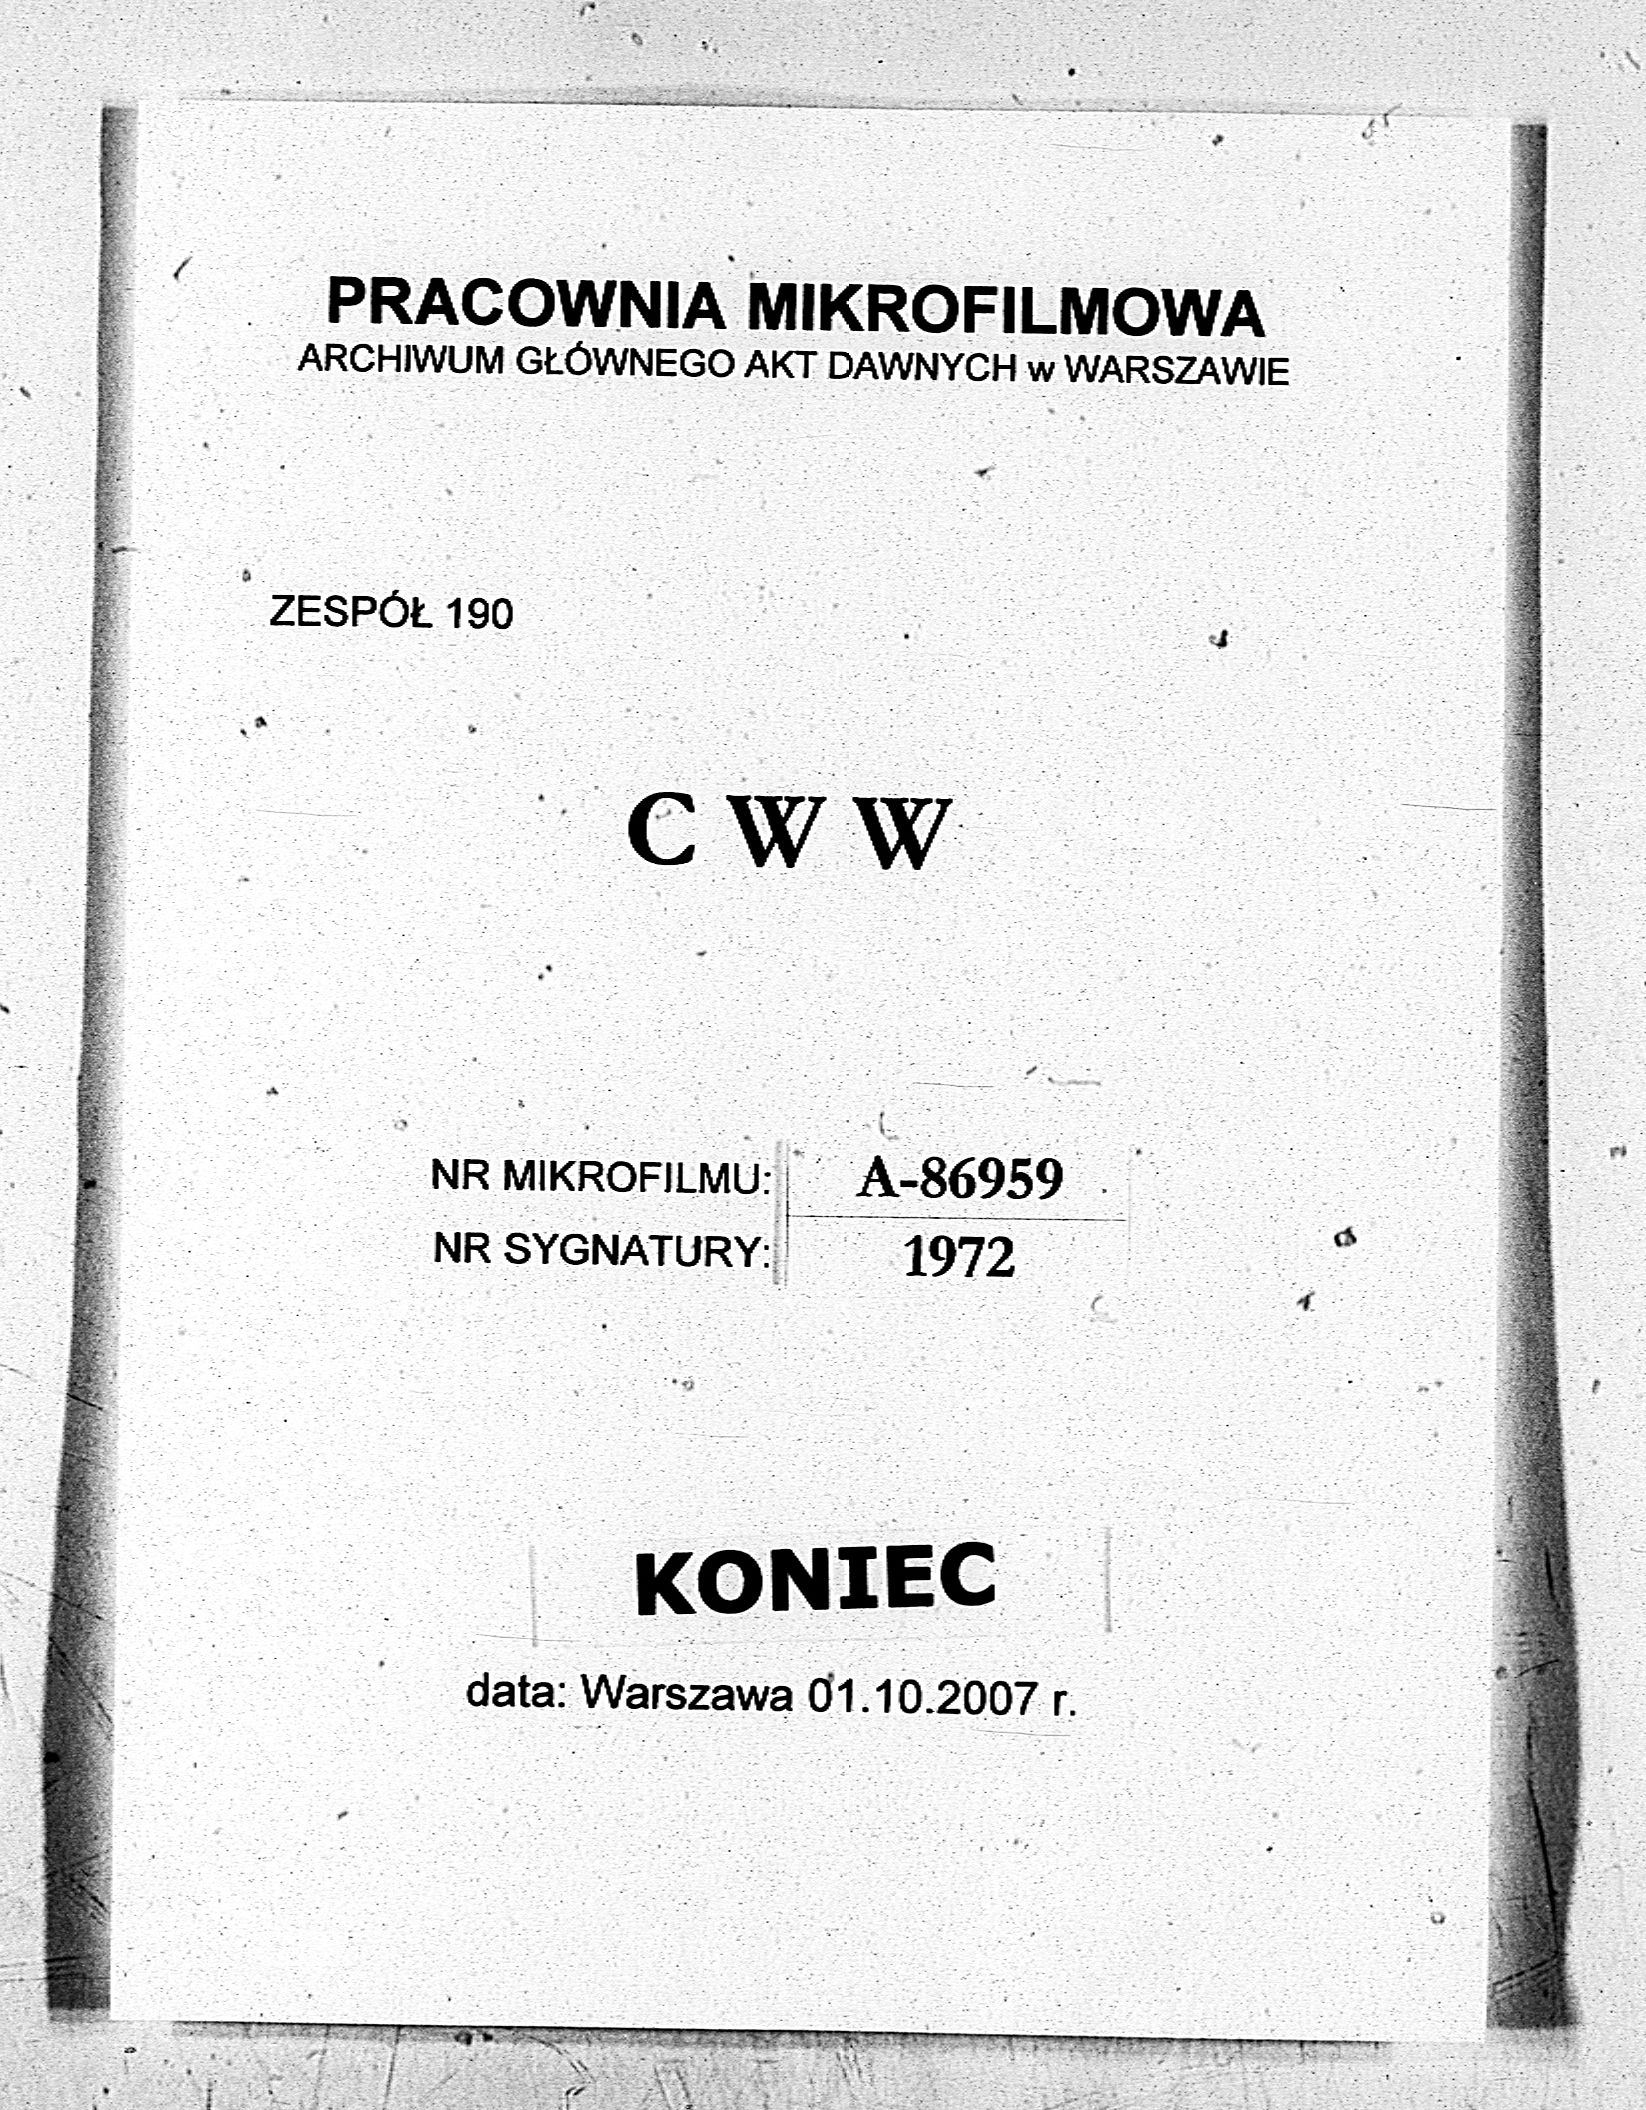 PRACOWNIA MIKROFILMOWA
ARCHIWUM GŁÓWNEGO AKT DAWNYCH w WARSZAWIE
ZESPÓŁ 190
C W W
NR MIKROFILMU: A-86959
NR SYGNATURY: 1972
KONIEC
data: Warszawa 01.10.2007 r.